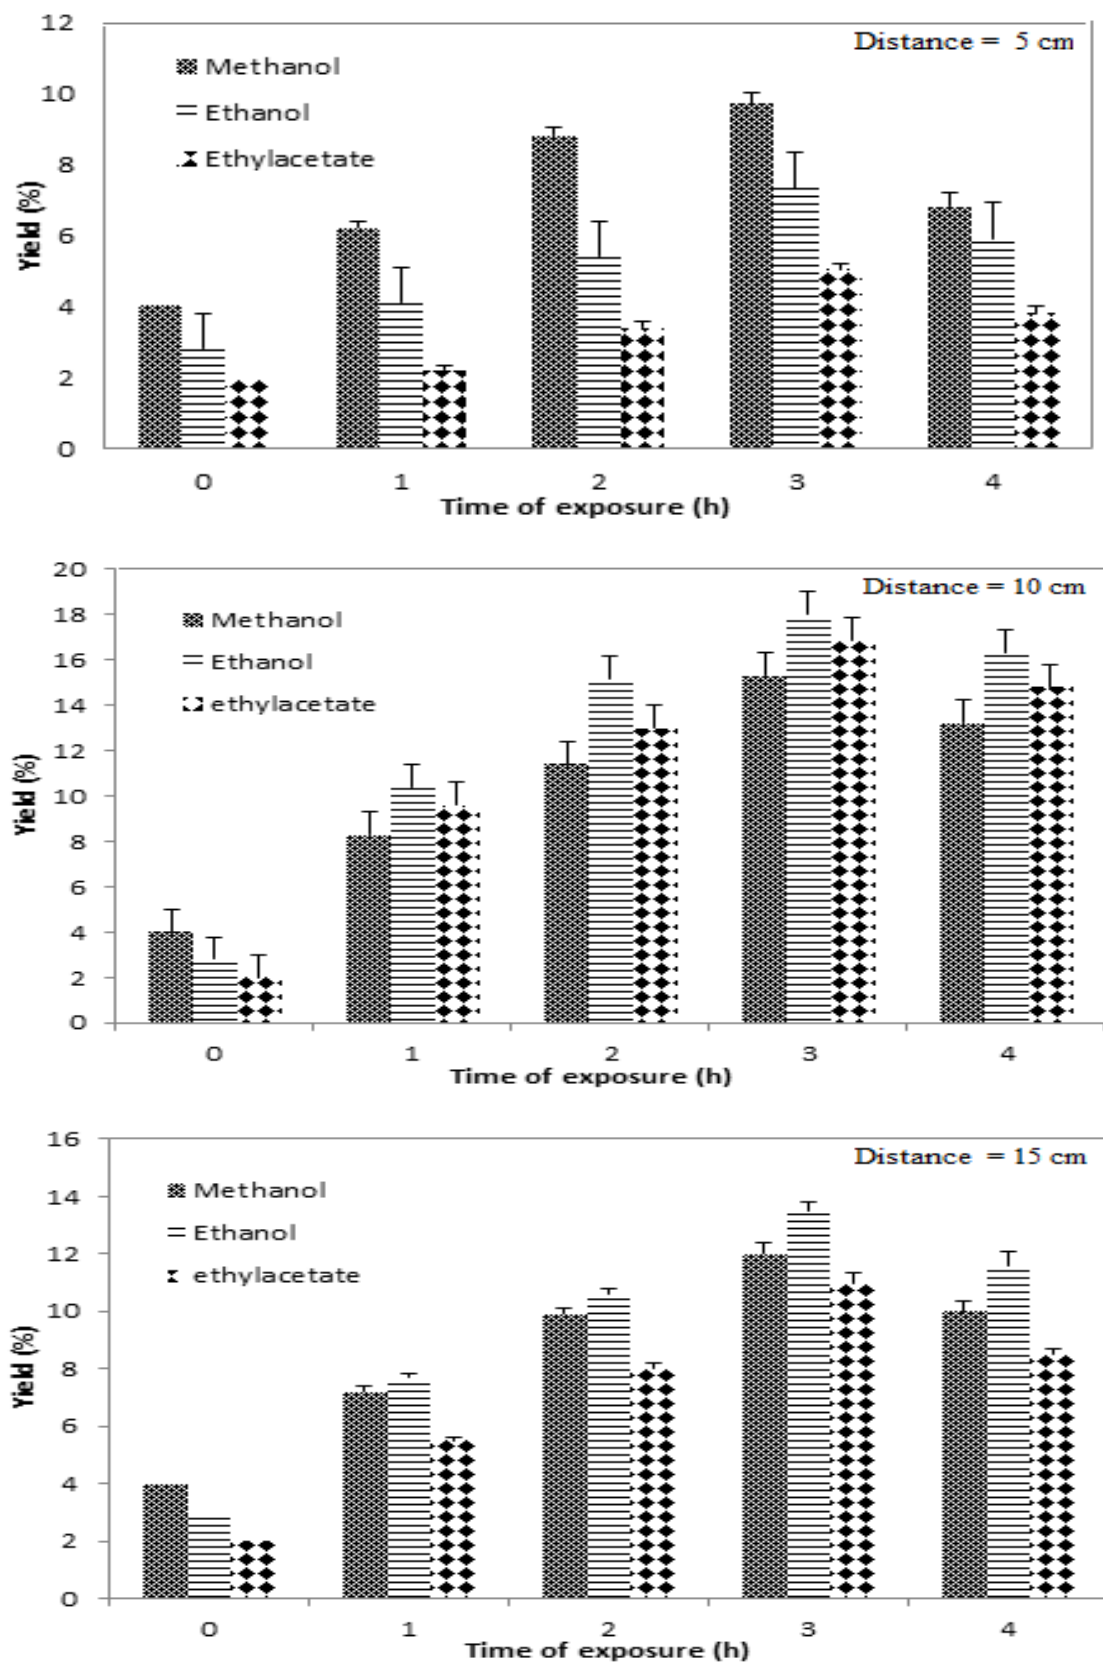 12
Distance = 5 cm
Methanol
10
Ethanol
Ethylacetate
8
Yield (%)
6
4
2
0
0 1 2 3 4
Time of exposure (h)
20
Distance = 10 cm
18
Methanol
16
Ethanol
14
ethylacetate
12
Yield (%)
10
8
6
4
2
0
0 1 2 3 4
Time of exposure (h)
16
Distance = 15 cm
14
Methanol
Ethanol
12
ethylacetate
10
Yield (%)
8
6
4
2
0
0 1 2 3 4
Time of exposure (h)